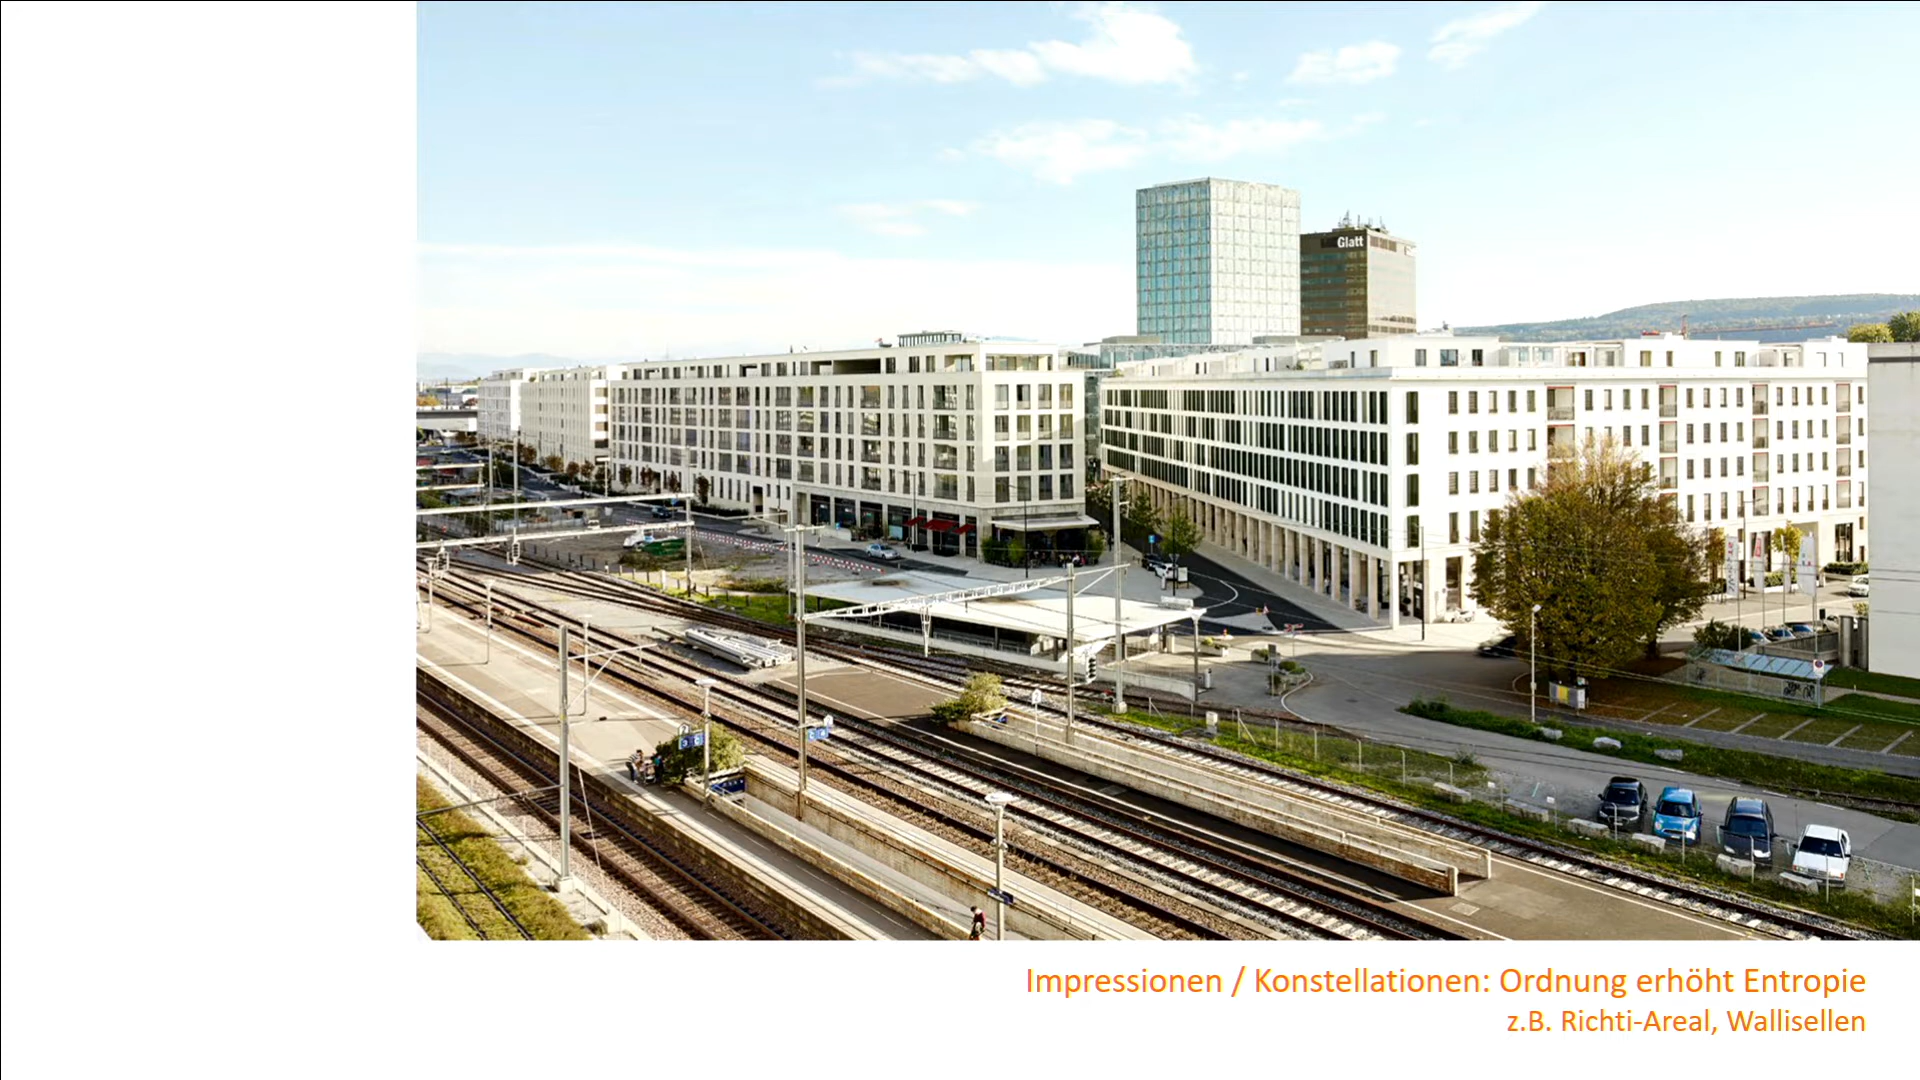 Glatt
Impressionen / Konstellationen: Ordnung erhöht Entropie
z.B. Richti-Areal, Wallisellen